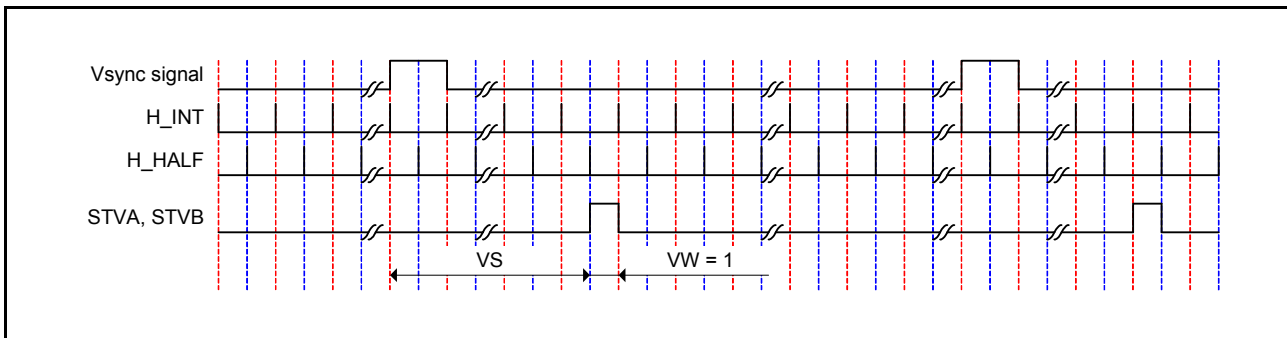 Vsync signal
H_INT
H_HALF
STVA, STVB
VS VW = 1